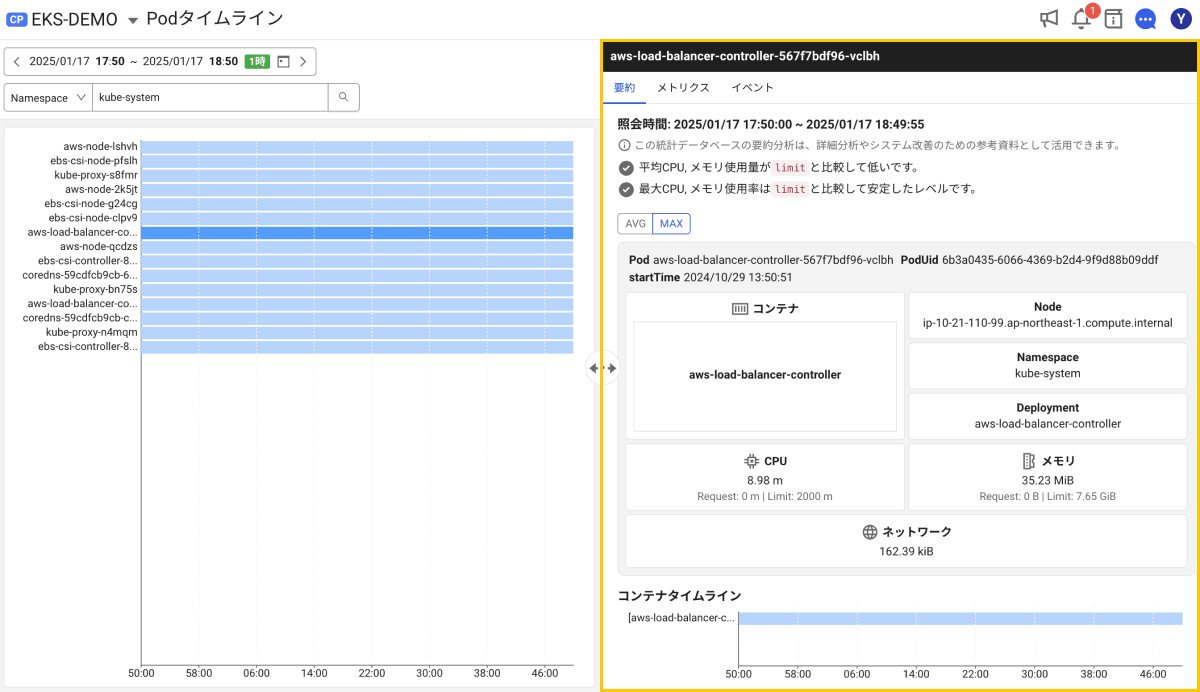 CP EKS-DEMO Podタイムライン
1
Y
2025/01/17 17:50 ~ 2025/01/17 18:50 1時
Namespace kube-system
aws-node-lshvh
ebs-csi-node-pfslh
kube-proxy-s8fmr
aws-node-2k5jt
ebs-csi-node-g24cg
ebs-csi-node-clpv9
aws-load-balancer-co...
aws-node-qcdzs
ebs-csi-controller-8...
coredns-59cdfcb9cb-6...
kube-proxy-bn75s
aws-load-balancer-co...
coredns-59cdfcb9cb-c...
kube-proxy-n4mqm
ebs-csi-controller-8...
50:00 58:00 06:00 14:00 22:00 30:00 38:00 46:00
aws-load-balancer-controller-567f7bdf96-vclbh
要約 メトリクス イベント
照会時間: 2025/01/17 17:50:00 ~ 2025/01/17 18:49:55
この統計データベースの要約分析は、詳細分析やシステム改善のための参考資料として活用できます。
平均CPU, メモリ使用量が limit と比較して低いです。
最大CPU, メモリ使用率は limit と比較して安定したレベルです。
AVG MAX
Pod aws-load-balancer-controller-567f7bdf96-vclbh PodUid 6b3a0435-6066-4369-b2d4-9f9d88b09ddf
startTime 2024/10/29 13:50:51
コンテナ
aws-load-balancer-controller
Node
ip-10-21-110-99.ap-northeast-1.compute.internal
Namespace
kube-system
Deployment
aws-load-balancer-controller
CPU
8.98 m
Request: 0 m | Limit: 2000 m
メモリ
35.23 MiB
Request: 0 B | Limit: 7.65 GiB
ネットワーク
162.39 kiB
コンテナタイムライン
[aws-load-balancer-c...
50:00 58:00 06:00 14:00 22:00 30:00 38:00 46:00